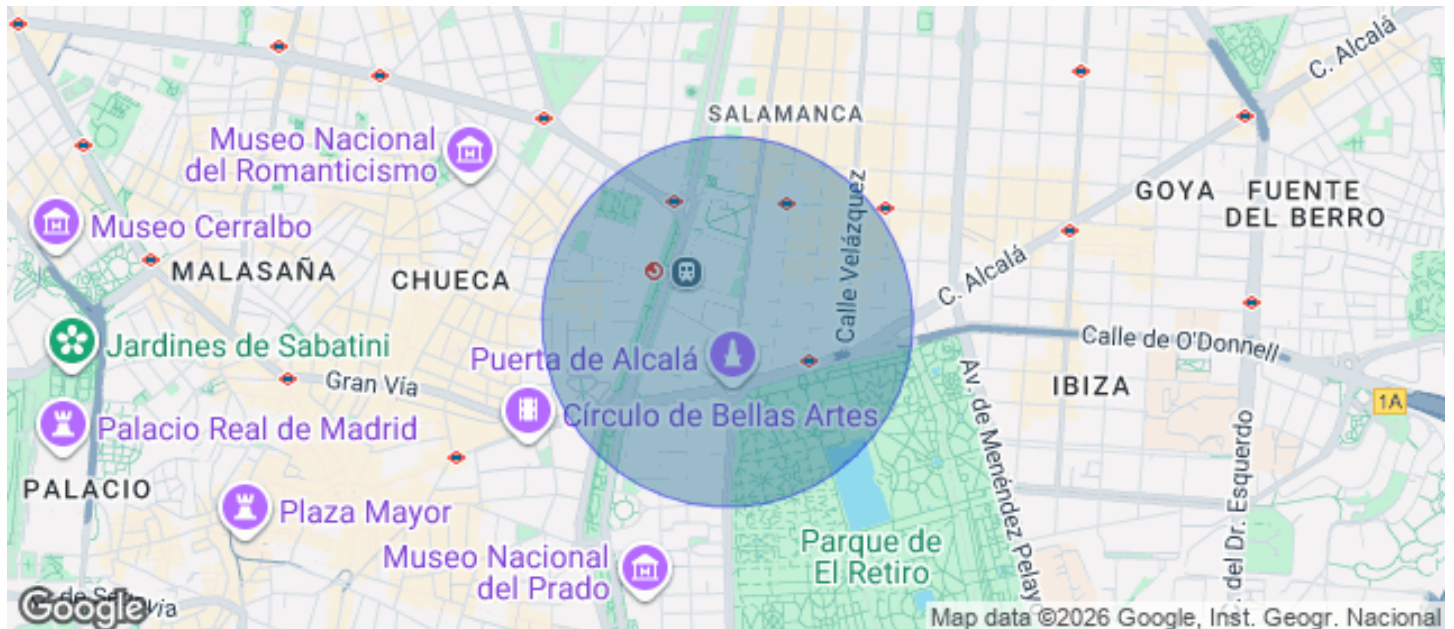 C. Alcalá
SALAMANCA
Museo Nacional
del Romanticismo
Calle Velázquez
GOYA
FUENTE
DEL BERRO
Museo Cerralbo
MALASAÑA
CHUECA
C. Alcalá
Jardines de Sabatini
Puerta de Alcalá
Calle de O'Donnell
Gran Vía
IBIZA
1A
Círculo de Bellas Artes
Palacio Real de Madrid
Av. de Menéndez Pelay
del Dr. Esquerdo
PALACIO
Plaza Mayor
Museo Nacional
del Prado
Parque de
El Retiro
Google
Vía
Map data ©2026 Google, Inst. Geogr. Nacional